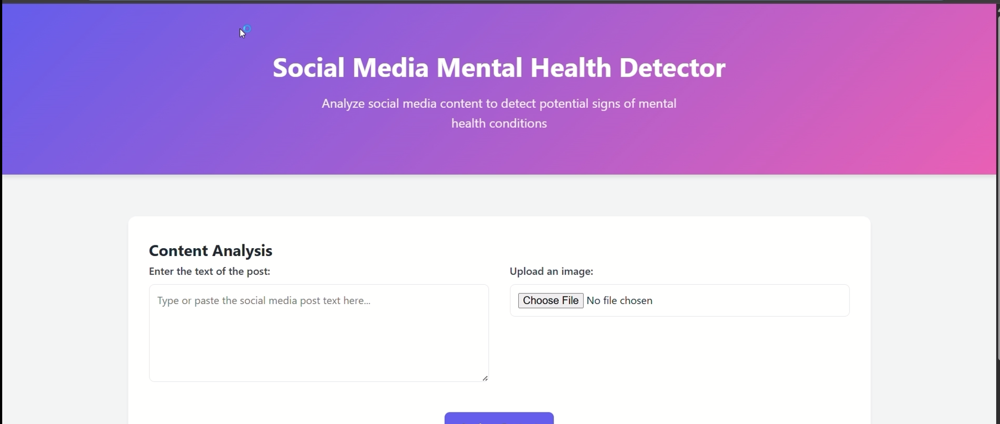 Social Media Mental Health Detector
Analyze social media content to detect potential signs of mental
health conditions
Content Analysis
Enter the text of the post:
Upload an image:
Type or paste the social media post text here...
Choose File No file chosen